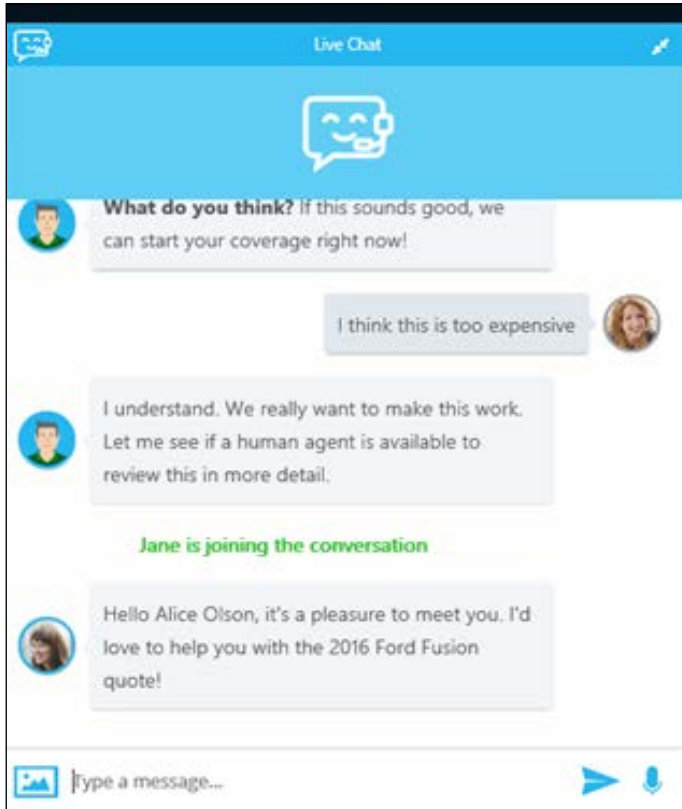 Live Chat
What do you think? If this sounds good, we
can start your coverage right now!
I think this is too expensive
I understand. We really want to make this work.
Let me see if a human agent is available to
review this in more detail.
Jane is joining the conversation
Hello Alice Olson, it's a pleasure to meet you. I'd
love to help you with the 2016 Ford Fusion
quote!
Type a message...